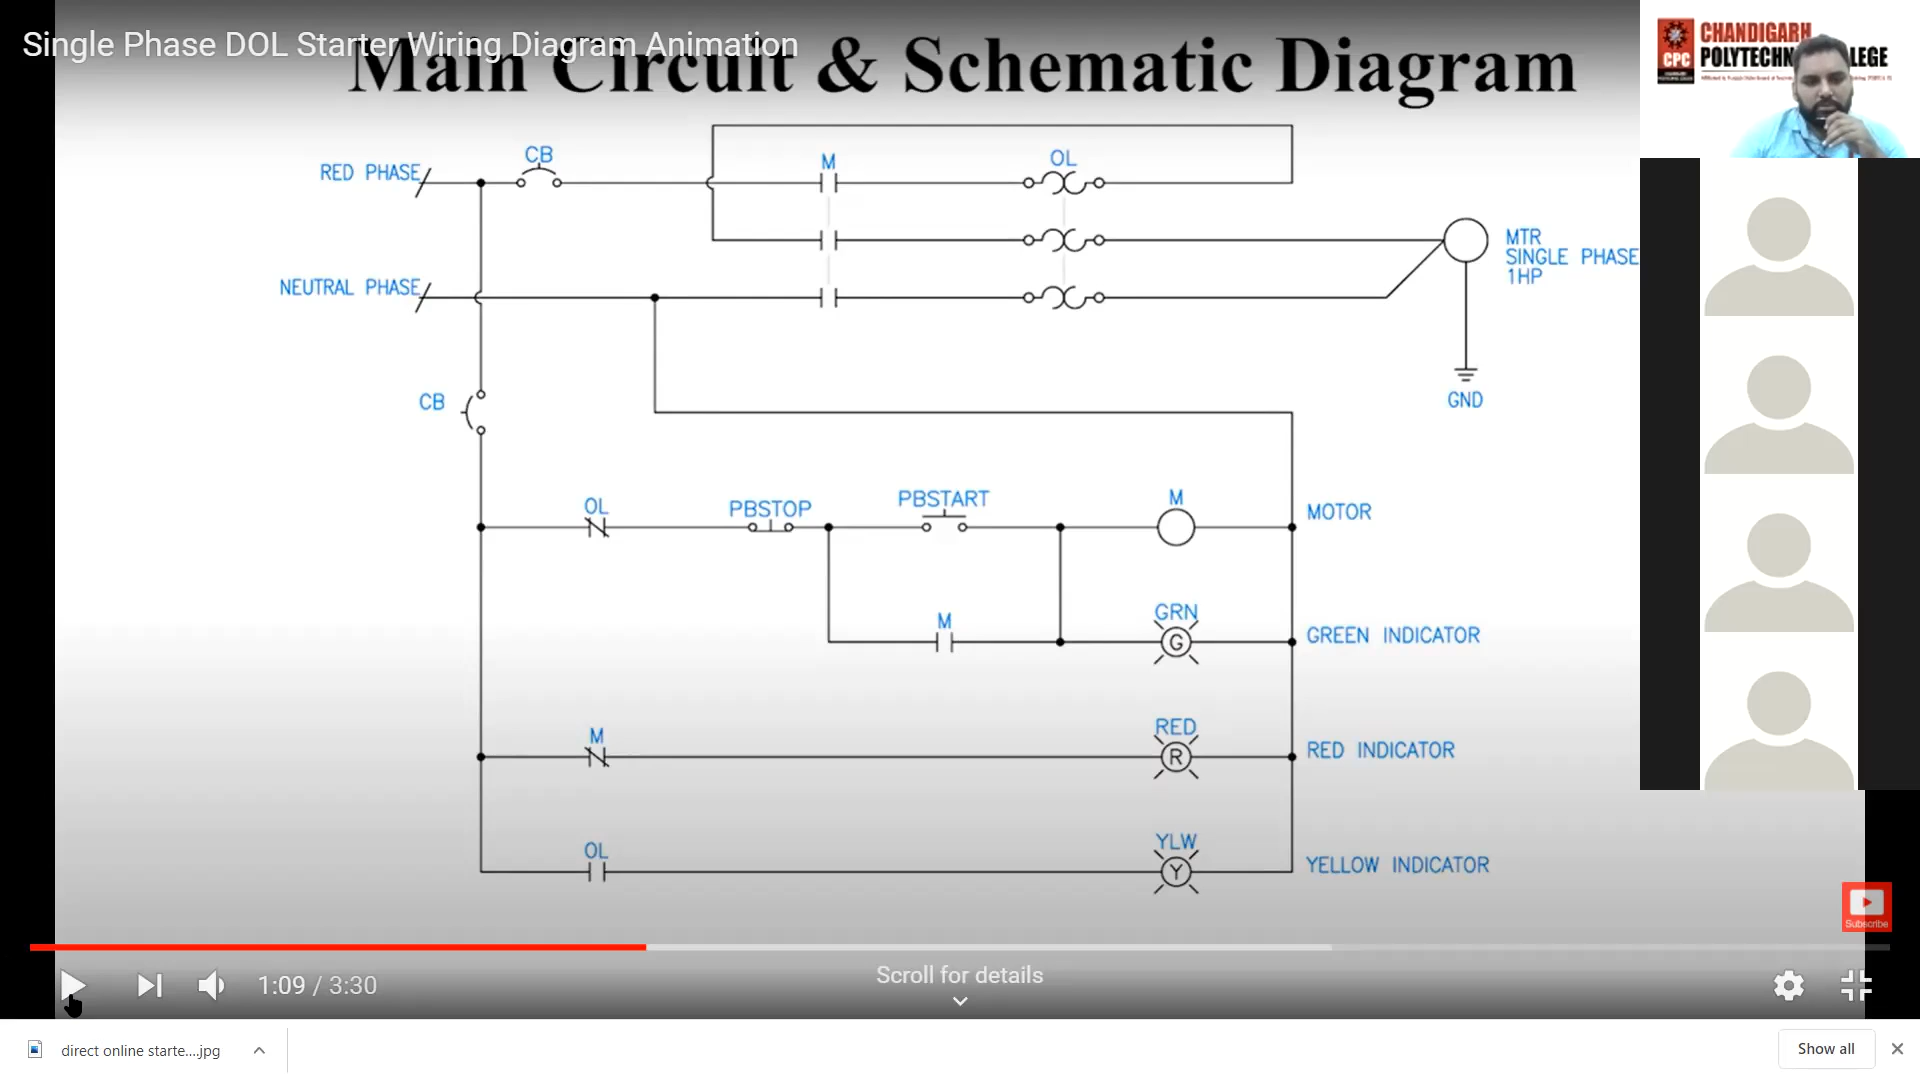 Single Phase DOL Starter Wiring Diagram Animation
Main Circuit & Schematic Diagram
CHANDIGARH
CPC
RED PHASE
CB
M
OL
NEUTRAL PHASE
MTR
SINGLE PHASE
1HP
GND
CB
OL
PBSTOP
PBSTART
M
MOTOR
M
GRN
G
GREEN INDICATOR
M
RED
R
RED INDICATOR
OL
YLW
Y
YELLOW INDICATOR
Subscribe
1:09 / 3:30
Scroll for details
direct online starte....jpg
Show all